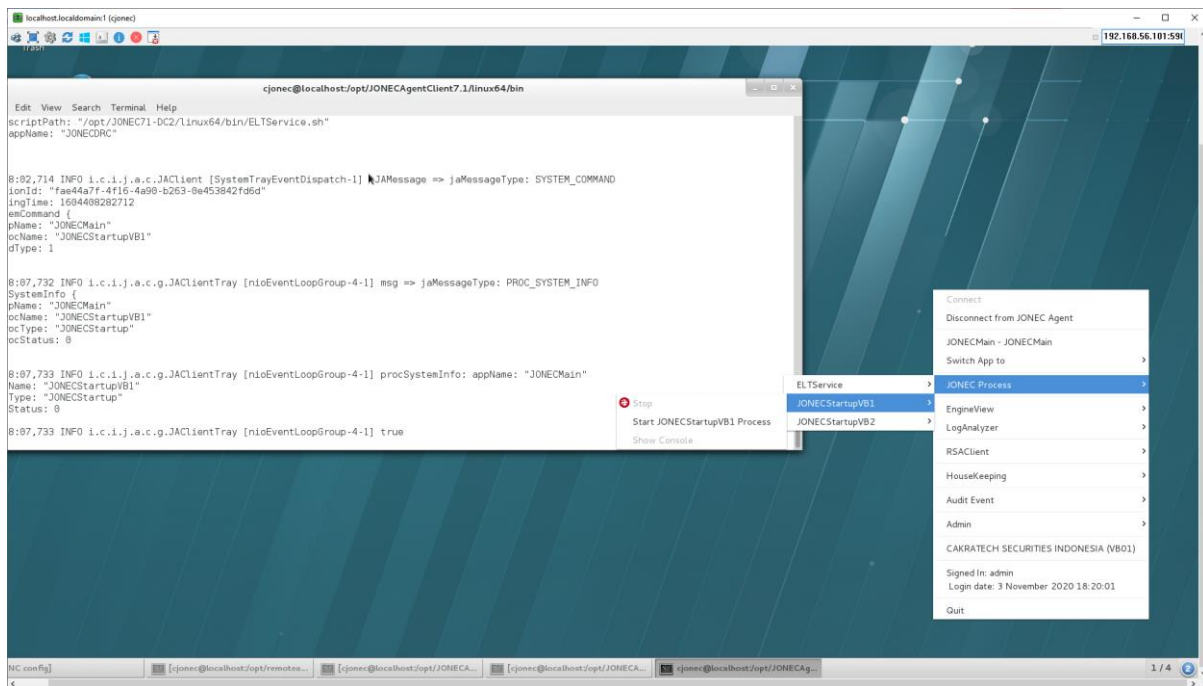 localhost.localdomain:1 (cjonec)
192.168.56.101:590
Trash
cjonec@localhost:/opt/JONECAgentClient7.1/linux64/bin
Edit View Search Terminal Help
scriptPath: "/opt/JONEC71-DC2/linux64/bin/ELTService.sh"
appName: "JONECDRC"
8:02,714 INFO i.c.i.j.a.c.JAClient [SystemTrayEventDispatch-1] JAMessage => jaMessageType: SYSTEM_COMMAND
ionId: "fae44a7f-4f16-4a90-b263-0e453842fd6d"
ingTime: 1604408282712
emCommand {
pName: "JONECMain"
ocName: "JONECStartupVB1"
dType: 1
8:07,732 INFO i.c.i.j.a.c.g.JAClientTray [nioEventLoopGroup-4-1] msg => jaMessageType: PROC_SYSTEM_INFO
SystemInfo {
pName: "JONECMain"
ocName: "JONECStartupVB1"
ocType: "JONECStartup"
ocStatus: 0
8:07,733 INFO i.c.i.j.a.c.g.JAClientTray [nioEventLoopGroup-4-1] procSystemInfo: appName: "JONECMain"
Name: "JONECStartupVB1"
Type: "JONECStartup"
Status: 0
8:07,733 INFO i.c.i.j.a.c.g.JAClientTray [nioEventLoopGroup-4-1] true
Stop
Start JONECStartupVB1 Process
Show Console
ELTService
JONECStartupVB1
JONECStartupVB2
Connect
Disconnect from JONEC Agent
JONECMain - JONECMain
Switch App to
JONEC Process
EngineView
LogAnalyzer
RSAClient
HouseKeeping
Audit Event
Admin
CAKRATECH SECURITIES INDONESIA (VB01)
Signed In: admin
Login date: 3 November 2020 18:20:01
Quit
NC config]
[cjonec@localhost:/opt/remotea...
[cjonec@localhost:/opt/JONECA...
[cjonec@localhost:/opt/JONECA...
cjonec@localhost:/opt/JONECAg...
1 / 4
2